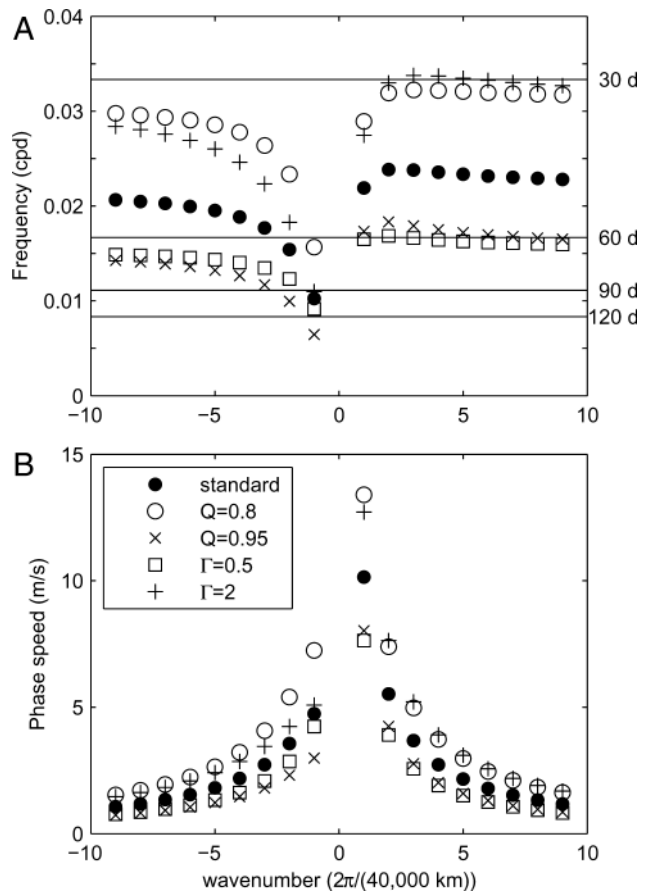 A
0.04
0.03
0.02
0.01
0
Frequency (cpd)
30 d
60 d
90 d
120 d
−10
−5
0
5
10
B
15
10
5
0
Phase speed (m/s)
standard
Q=0.8
Q=0.95
Γ=0.5
Γ=2
−10
−5
0
5
10
wavenumber (2π/(40,000 km))